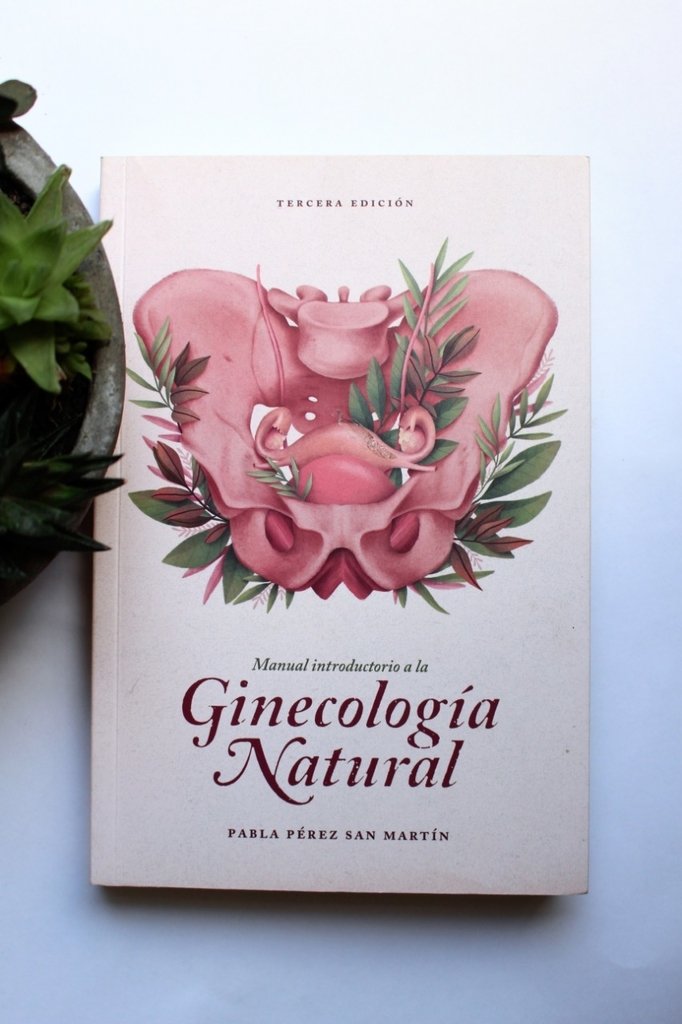 TERCERA EDICIÓN
Manual introductorio a la
Ginecología
Natural
PABLA PÉREZ SAN MARTÍN